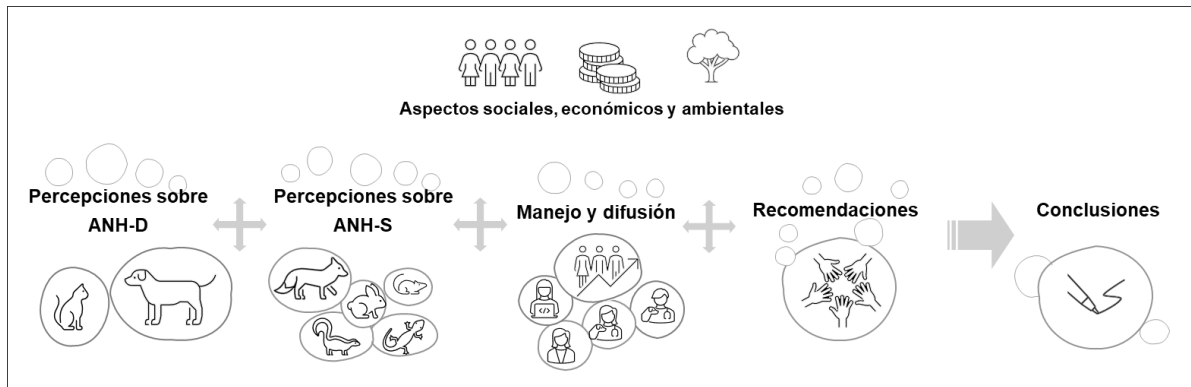 Aspectos sociales, económicos y ambientales
Percepciones sobre
ANH-D
Percepciones sobre
ANH-S
Manejo y difusión
Recomendaciones
Conclusiones